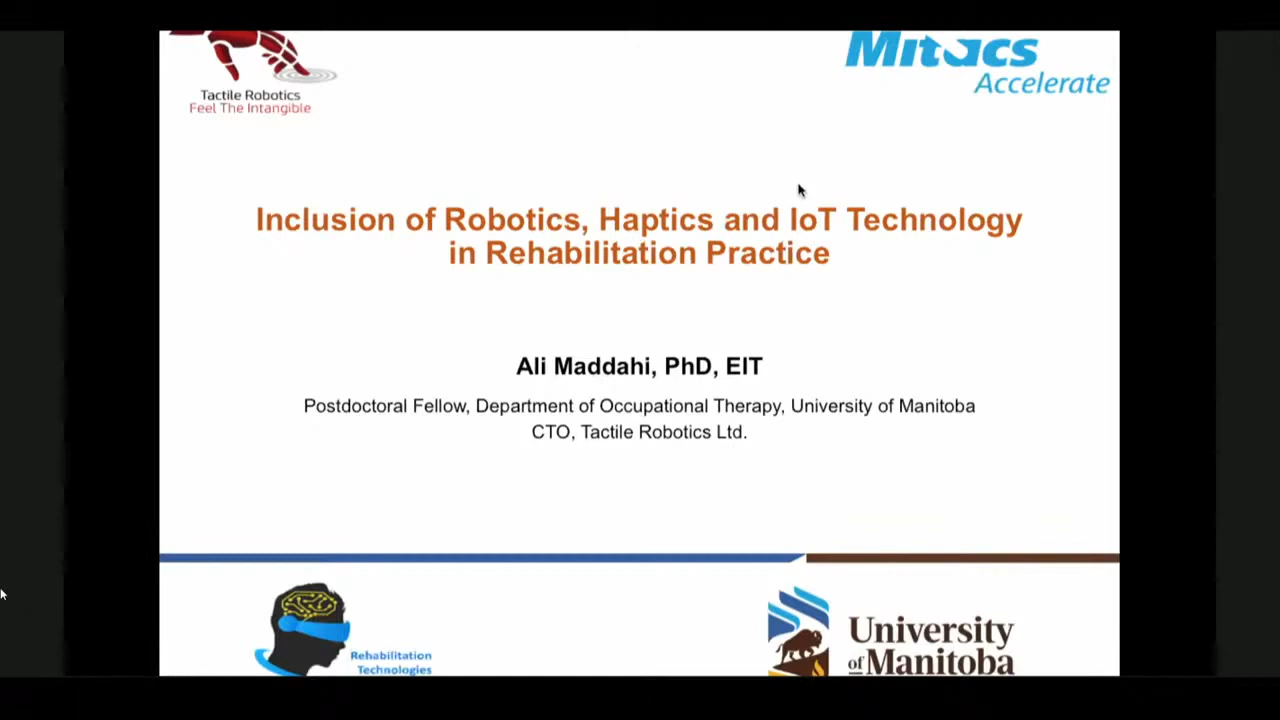 Tactile Robotics
Feel The Intangible
Mitacs
Accelerate
Inclusion of Robotics, Haptics and IoT Technology
in Rehabilitation Practice
Ali Maddahi, PhD, EIT
Postdoctoral Fellow, Department of Occupational Therapy, University of Manitoba
CTO, Tactile Robotics Ltd.
Rehabilitation
Technologies
University
of Manitoba